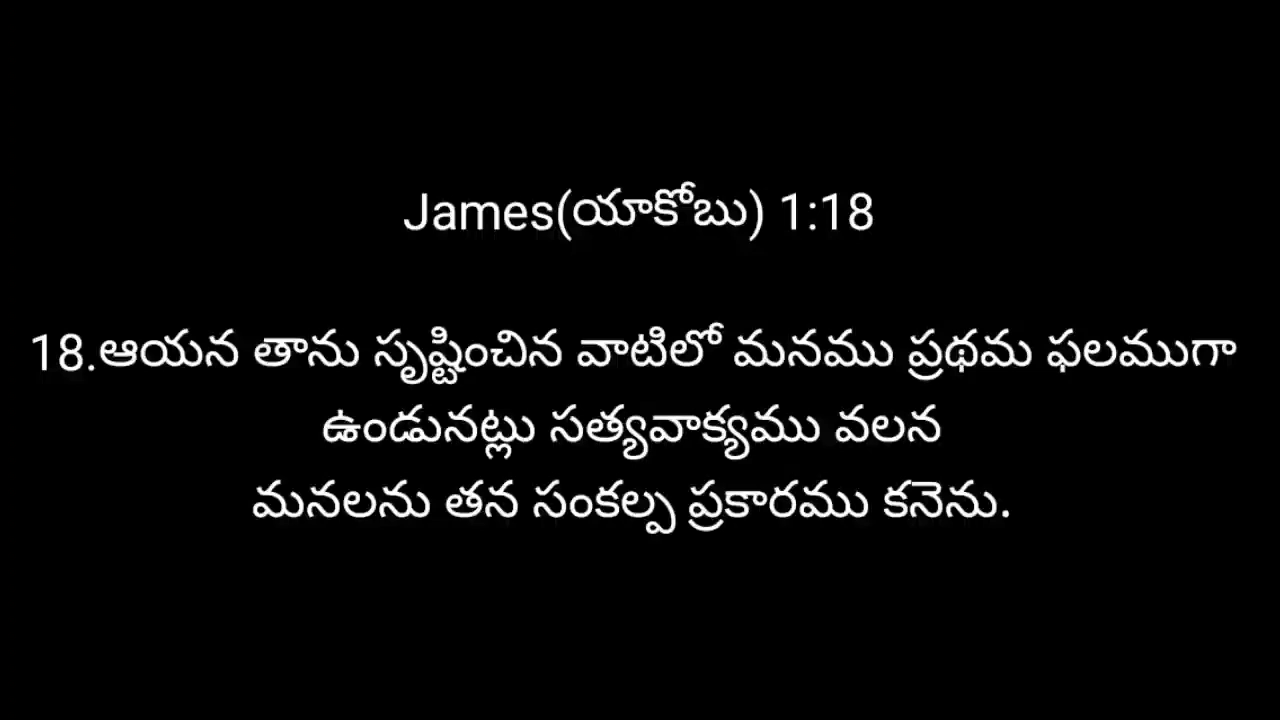 James(యాకోబు) 1:18
18.ఆయన తాను సృష్టించిన వాటిలో మనము ప్రథమ ఫలముగా
ఉండునట్లు సత్యవాక్యము వలన
మనలను తన సంకల్ప ప్రకారము కనెను.